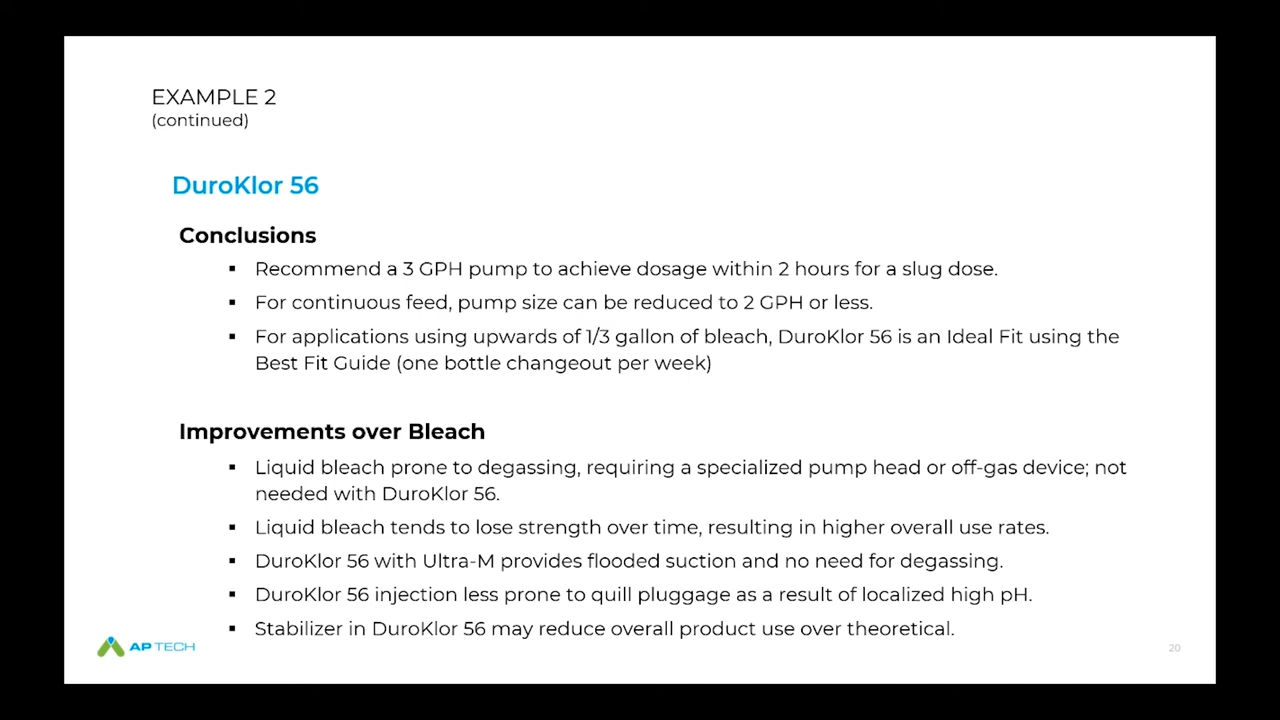 EXAMPLE 2
(continued)
DuroKlor 56
Conclusions
▪ Recommend a 3 GPH pump to achieve dosage within 2 hours for a slug dose.
▪ For continuous feed, pump size can be reduced to 2 GPH or less.
▪ For applications using upwards of 1/3 gallon of bleach, DuroKlor 56 is an Ideal Fit using the
Best Fit Guide (one bottle changeout per week)
Improvements over Bleach
▪ Liquid bleach prone to degassing, requiring a specialized pump head or off-gas device; not
needed with DuroKlor 56.
▪ Liquid bleach tends to lose strength over time, resulting in higher overall use rates.
▪ DuroKlor 56 with Ultra-M provides flooded suction and no need for degassing.
▪ DuroKlor 56 injection less prone to quill pluggage as a result of localized high pH.
▪ Stabilizer in DuroKlor 56 may reduce overall product use over theoretical.
AP TECH
20